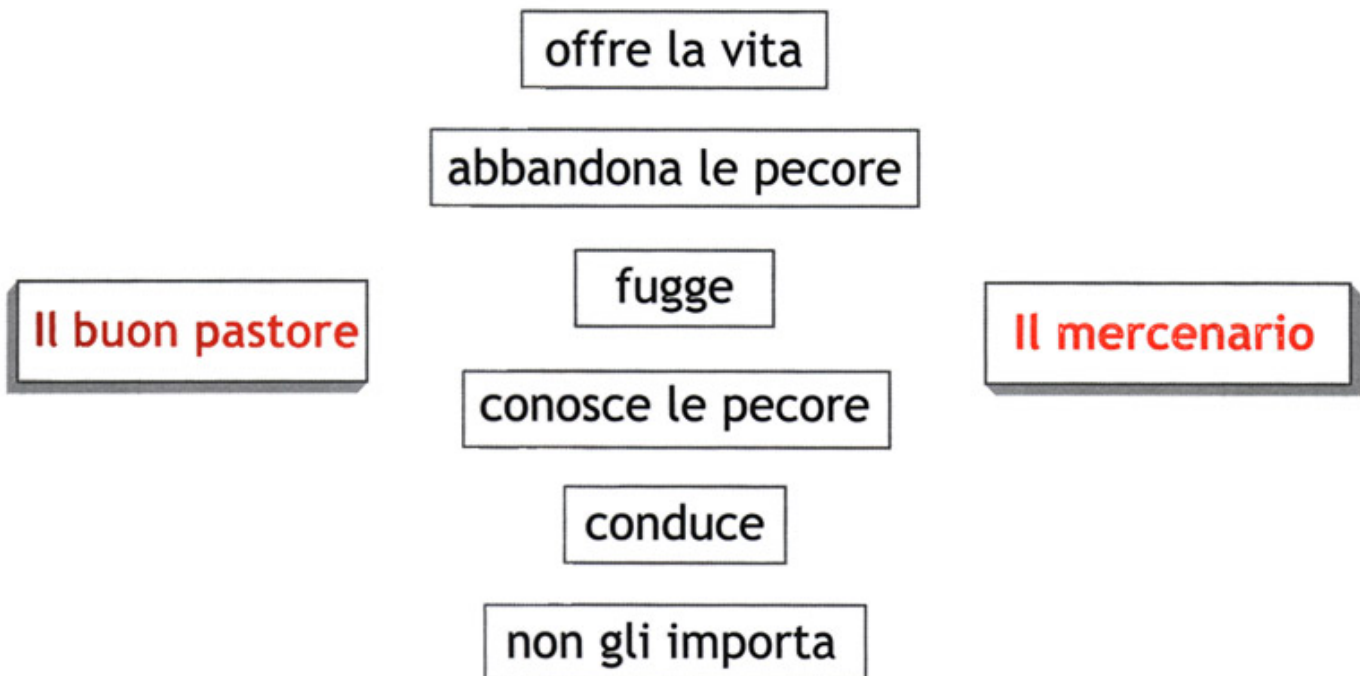 offre la vita
abbandona le pecore
fugge
Il buon pastore
Il mercenario
conosce le pecore
conduce
non gli importa